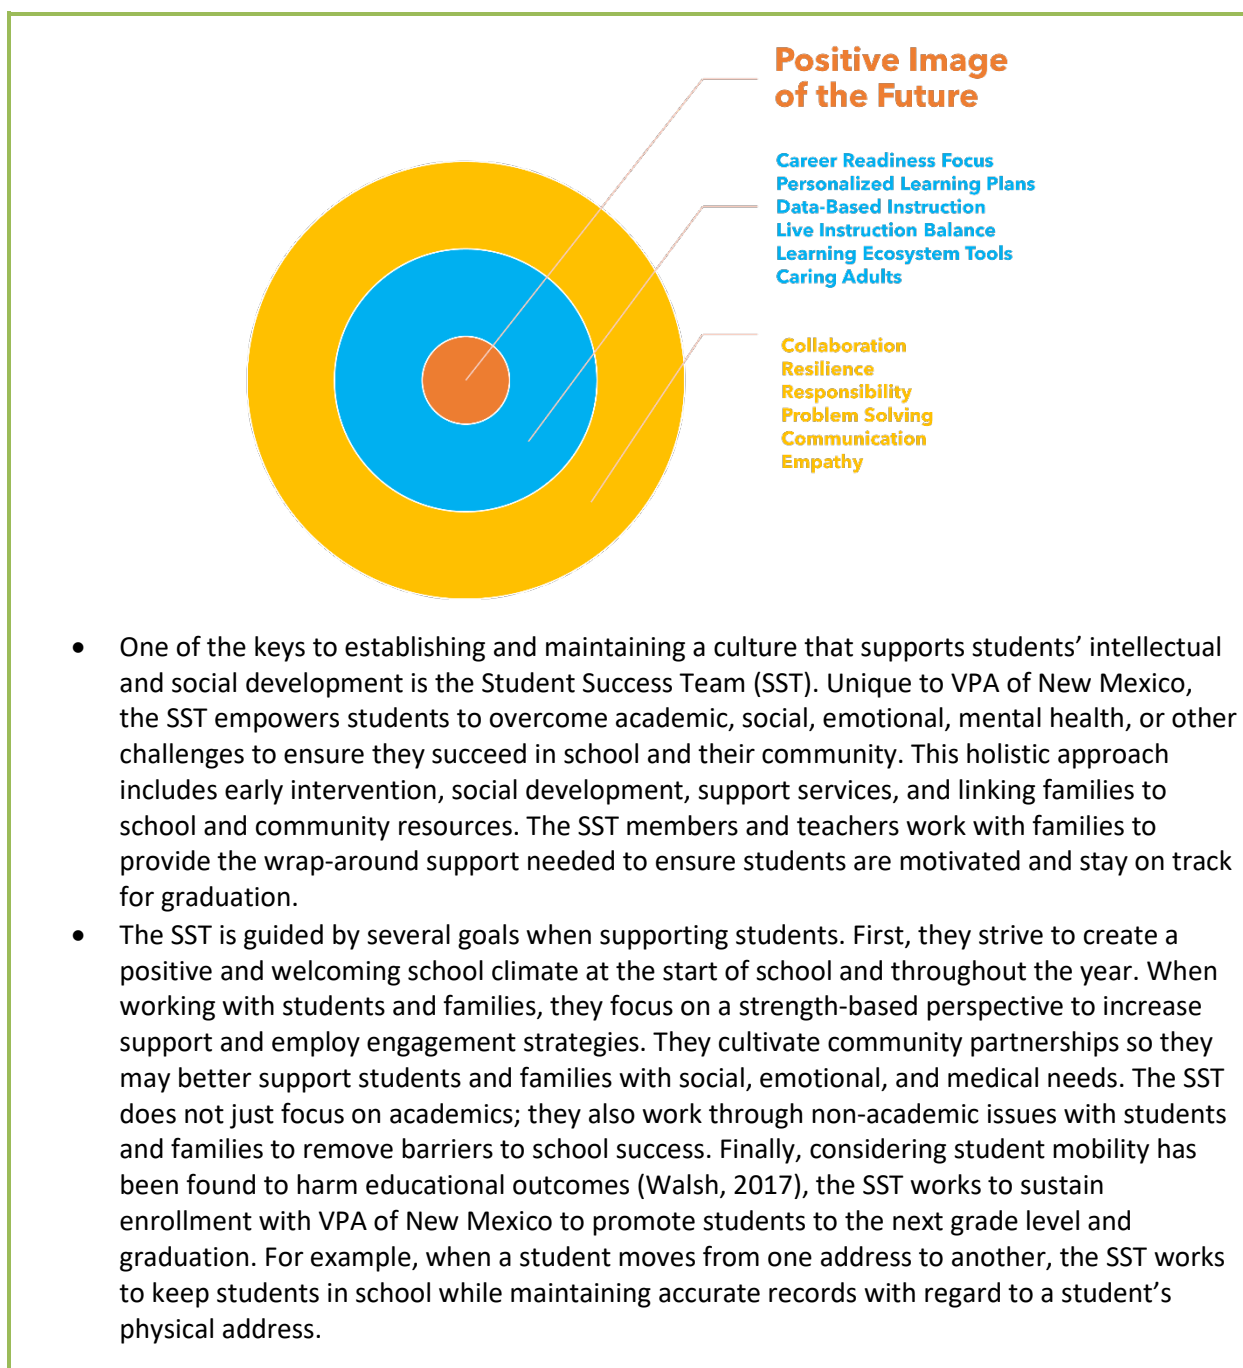 Positive Image
of the Future
Career Readiness Focus
Personalized Learning Plans
Data-Based Instruction
Live Instruction Balance
Learning Ecosystem Tools
Caring Adults
Collaboration
Resilience
Responsibility
Problem Solving
Communication
Empathy
• One of the keys to establishing and maintaining a culture that supports students’ intellectual
and social development is the Student Success Team (SST). Unique to VPA of New Mexico,
the SST empowers students to overcome academic, social, emotional, mental health, or other
challenges to ensure they succeed in school and their community. This holistic approach
includes early intervention, social development, support services, and linking families to
school and community resources. The SST members and teachers work with families to
provide the wrap-around support needed to ensure students are motivated and stay on track
for graduation.
• The SST is guided by several goals when supporting students. First, they strive to create a
positive and welcoming school climate at the start of school and throughout the year. When
working with students and families, they focus on a strength-based perspective to increase
support and employ engagement strategies. They cultivate community partnerships so they
may better support students and families with social, emotional, and medical needs. The SST
does not just focus on academics; they also work through non-academic issues with students
and families to remove barriers to school success. Finally, considering student mobility has
been found to harm educational outcomes (Walsh, 2017), the SST works to sustain
enrollment with VPA of New Mexico to promote students to the next grade level and
graduation. For example, when a student moves from one address to another, the SST works
to keep students in school while maintaining accurate records with regard to a student’s
physical address.